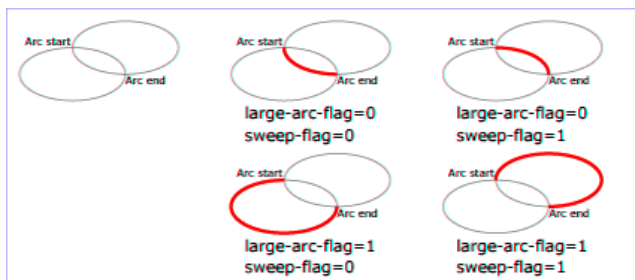 Arc start
Arc end
Arc start
Arc end
large-arc-flag=0
sweep-flag=0
Arc start
Arc end
large-arc-flag=0
sweep-flag=1
Arc start
Arc end
large-arc-flag=1
sweep-flag=0
Arc start
Arc end
large-arc-flag=1
sweep-flag=1